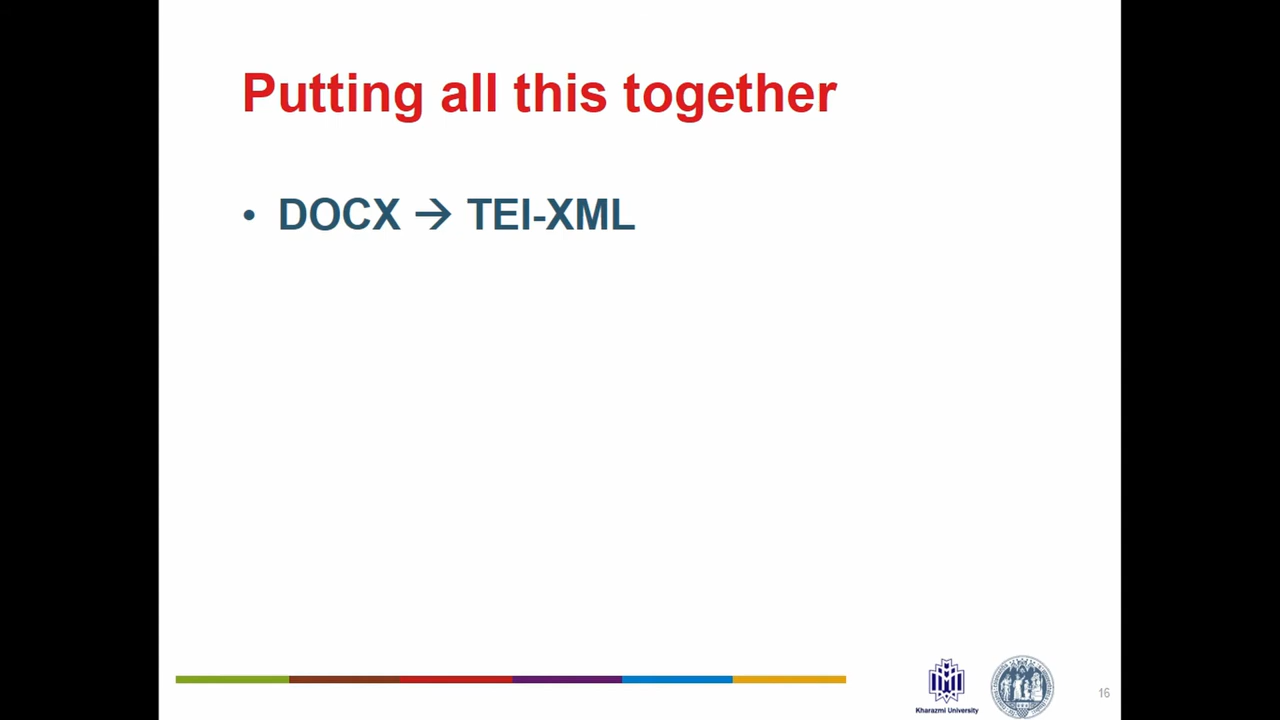 Putting all this together
• DOCX → TEI-XML
Kharazmi University
16